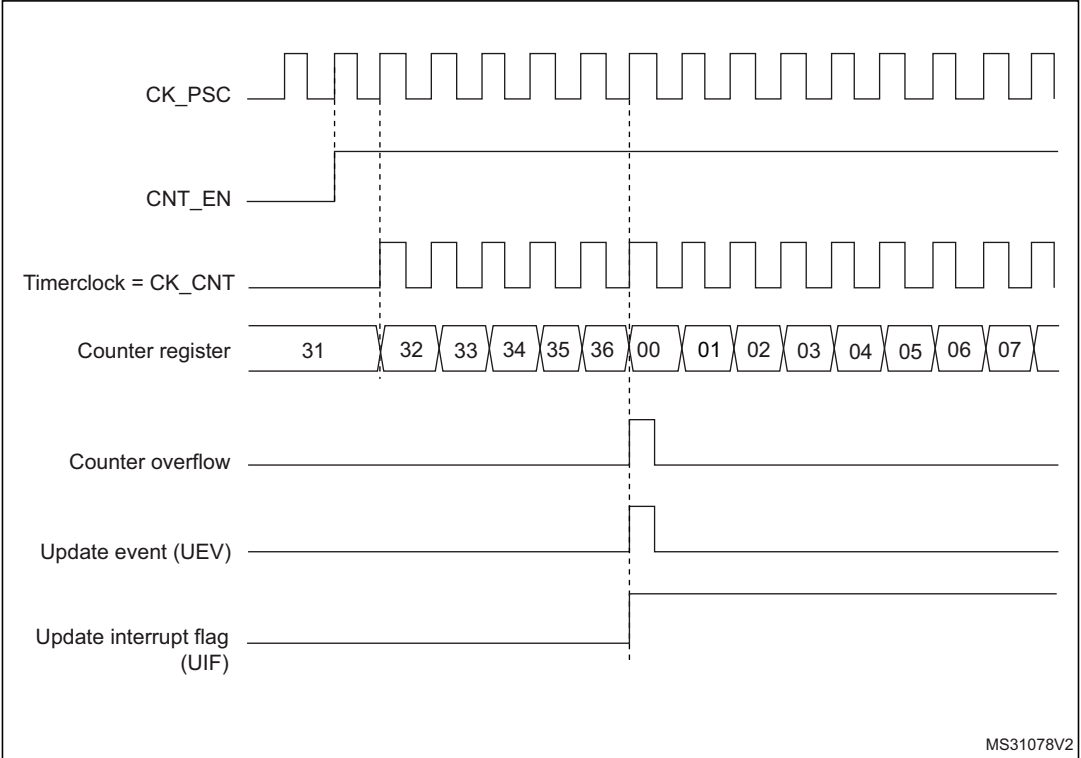 CK_PSC
CNT_EN
Timerclock = CK_CNT
Counter register 31 32 33 34 35 36 00 01 02 03 04 05 06 07
Counter overflow
Update event (UEV)
Update interrupt flag
(UIF)
MS31078V2